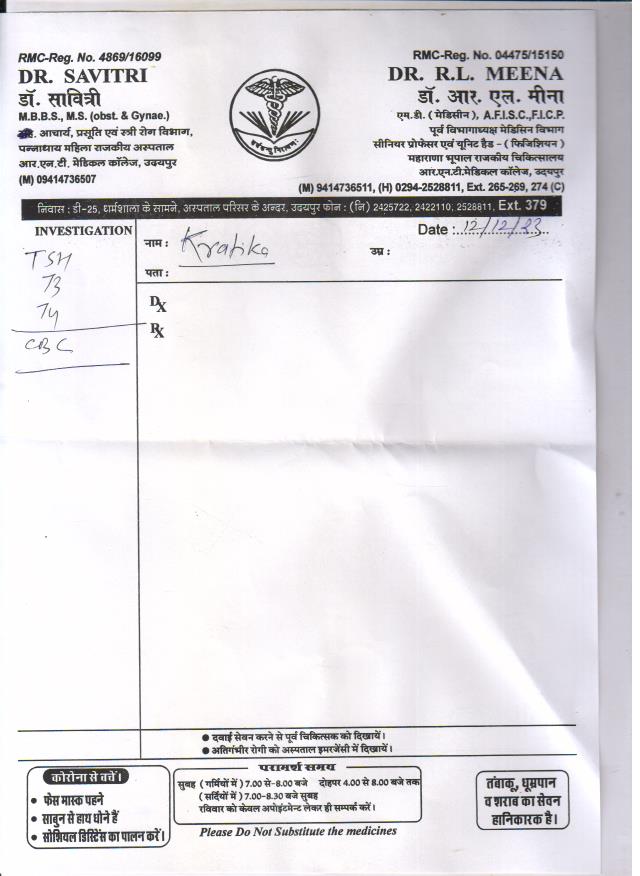 RMC-Reg. No. 4869/16099
DR. SAVITRI
डॉ. सावित्री
M.B.B.S., M.S. (obst. & Gynae.)
आचार्य, प्रसूति एवं स्त्री रोग विभाग,
पन्नाधाय महिला राजकीय अस्पताल
आर.एन.टी. मेडिकल कॉलेज, उदयपुर
(M) 09414736507
RMC-Reg. No. 04475/15150
DR. R.L. MEENA
डॉ. आर. एल. मीना
एम.डी. ( मेडिसीन ), A.F.I.S.C.,F.I.C.P.
पूर्व विभागाध्यक्ष मेडिसिन विभाग
सीनियर प्रोफेसर एवं यूनिट हैड - ( फिजिशियन )
महाराणा भूपाल राजकीय चिकित्सालय
आर.एन.टी.मेडिकल कॉलेज, उदयपुर
(M) 9414736511, (H) 0294-2528811, Ext. 265-269, 274 (C)
निवास : डी-25, धर्मशाला के सामने, अस्पताल परिसर के अन्दर, उदयपुर फोन : (नि) 2425722, 2422110, 2528811, Ext. 379
INVESTIGATION
TSH
T3
T4
CBC
नाम : Kratika
Date : 12/12/23
उम्र :
पता :
Dx
Rx
● दवाई सेवन करने से पूर्व चिकित्सक को दिखायें।
● अतिगंभीर रोगी को अस्पताल इमरजेंसी में दिखायें।
कोरोना से बचें।
• फेस मास्क पहने
• साबुन से हाथ धोने हैं
• सोशियल डिस्टिेंस का पालन करें।
परामर्श समय
सुबह ( गर्मियों में ) 7.00 से-8.00 बजे दोहपर 4.00 से 8.00 बजे तक
( सर्दियों में ) 7.00-8.30 बजे सुबह
रविवार को केवल अपोइंटमेन्ट लेकर ही सम्पर्क करें।
Please Do Not Substitute the medicines
तंबाकू, धूम्रपान
व शराब का सेवन
हानिकारक है।